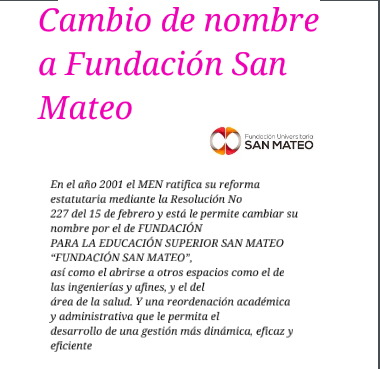 Cambio de nombre
a Fundación San
Mateo
Fundación Universitaria
SAN MATEO
En el año 2001 el MEN ratifica su reforma
estatutaria mediante la Resolución No
227 del 15 de febrero y está le permite cambiar su
nombre por el de FUNDACIÓN
PARA LA EDUCACIÓN SUPERIOR SAN MATEO
“FUNDACIÓN SAN MATEO”,
así como el abrirse a otros espacios como el de
las ingenierías y afines, y el del
área de la salud. Y una reordenación académica
y administrativa que le permita el
desarrollo de una gestión más dinámica, eficaz y
eficiente